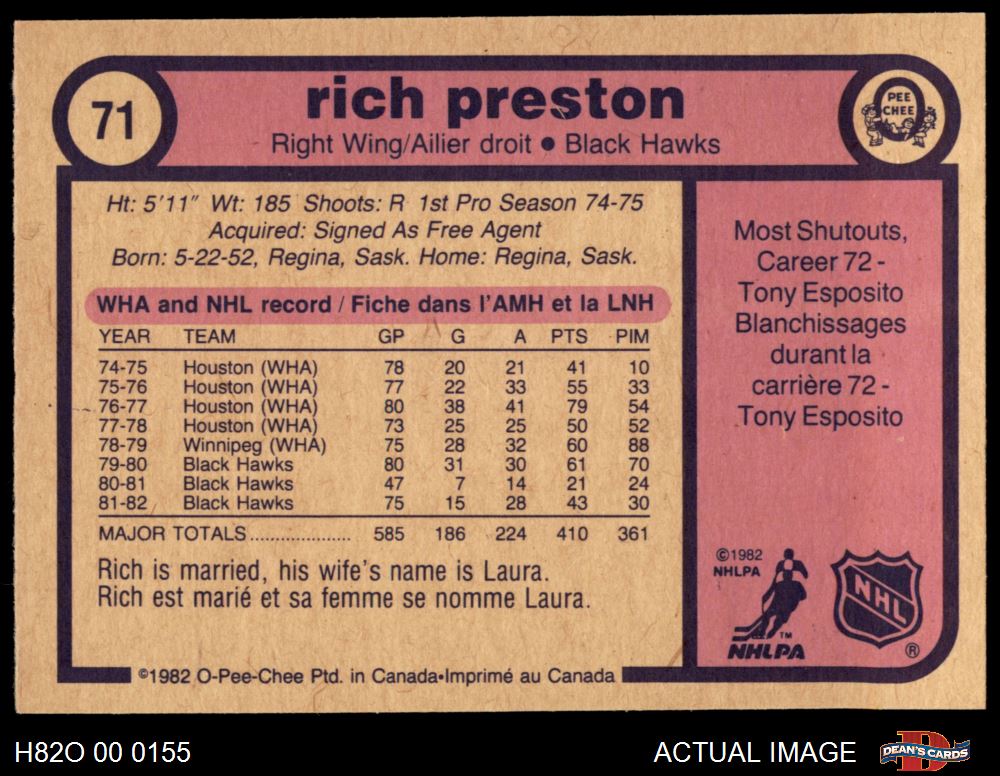 71
rich preston
Right Wing/Ailier droit ● Black Hawks
PEE
CHEE
Ht: 5'11" Wt: 185 Shoots: R 1st Pro Season 74-75
Acquired: Signed As Free Agent
Born: 5-22-52, Regina, Sask. Home: Regina, Sask.
WHA and NHL record / Fiche dans l'AMH et la LNH
YEAR TEAM GP G A PTS PIM
74-75 Houston (WHA) 78 20 21 41 10
75-76 Houston (WHA) 77 22 33 55 33
76-77 Houston (WHA) 80 38 41 79 54
77-78 Houston (WHA) 73 25 25 50 52
78-79 Winnipeg (WHA) 75 28 32 60 88
79-80 Black Hawks 80 31 30 61 70
80-81 Black Hawks 47 7 14 21 24
81-82 Black Hawks 75 15 28 43 30
MAJOR TOTALS..................... 585 186 224 410 361
Rich is married, his wife's name is Laura.
Rich est marié et sa femme se nomme Laura.
©1982 O-Pee-Chee Ptd. in Canada•Imprimé au Canada
Most Shutouts,
Career 72 -
Tony Esposito
Blanchissages
durant la
carrière 72 -
Tony Esposito
©1982
NHLPA
TM
NHLPA
NHL
®
H82O 00 0155
ACTUAL IMAGE
D
DEAN'S CARDS